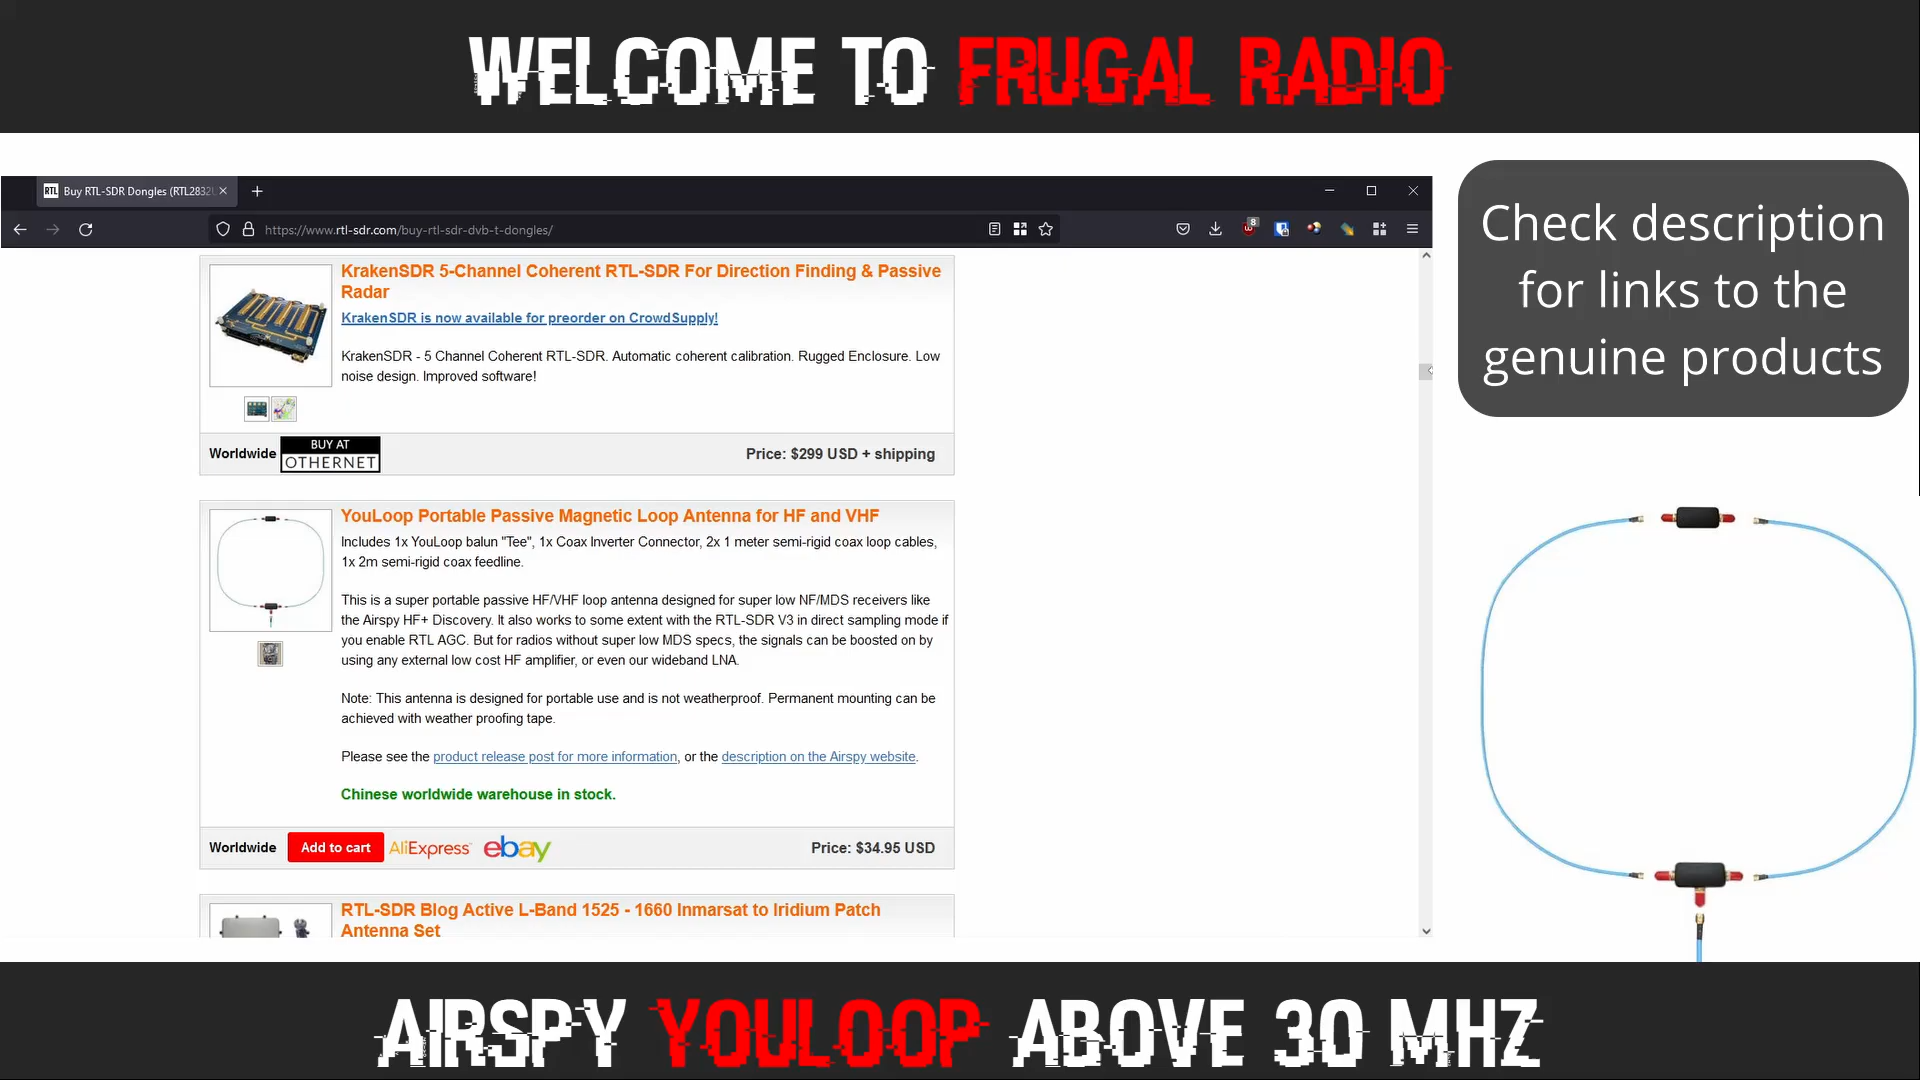 WELCOME TO FRUGAL RADIO
RTL Buy RTL-SDR Dongles (RTL2832U
https://www.rtl-sdr.com/buy-rtl-sdr-dvb-t-dongles/
8
Check description
for links to the
genuine products
KrakenSDR 5-Channel Coherent RTL-SDR For Direction Finding & Passive
Radar
KrakenSDR is now available for preorder on CrowdSupply!
KrakenSDR - 5 Channel Coherent RTL-SDR. Automatic coherent calibration. Rugged Enclosure. Low
noise design. Improved software!
Worldwide BUY AT OTHERNET Price: $299 USD + shipping
YouLoop Portable Passive Magnetic Loop Antenna for HF and VHF
Includes 1x YouLoop balun "Tee", 1x Coax Inverter Connector, 2x 1 meter semi-rigid coax loop cables,
1x 2m semi-rigid coax feedline.
This is a super portable passive HF/VHF loop antenna designed for super low NF/MDS receivers like
the Airspy HF+ Discovery. It also works to some extent with the RTL-SDR V3 in direct sampling mode if
you enable RTL AGC. But for radios without super low MDS specs, the signals can be boosted on by
using any external low cost HF amplifier, or even our wideband LNA.
Note: This antenna is designed for portable use and is not weatherproof. Permanent mounting can be
achieved with weather proofing tape.
Please see the product release post for more information, or the description on the Airspy website.
Chinese worldwide warehouse in stock.
Worldwide Add to cart AliExpress ebay Price: $34.95 USD
RTL-SDR Blog Active L-Band 1525 - 1660 Inmarsat to Iridium Patch
Antenna Set
AIRSPY YOULOOP ABOVE 30 MHZ